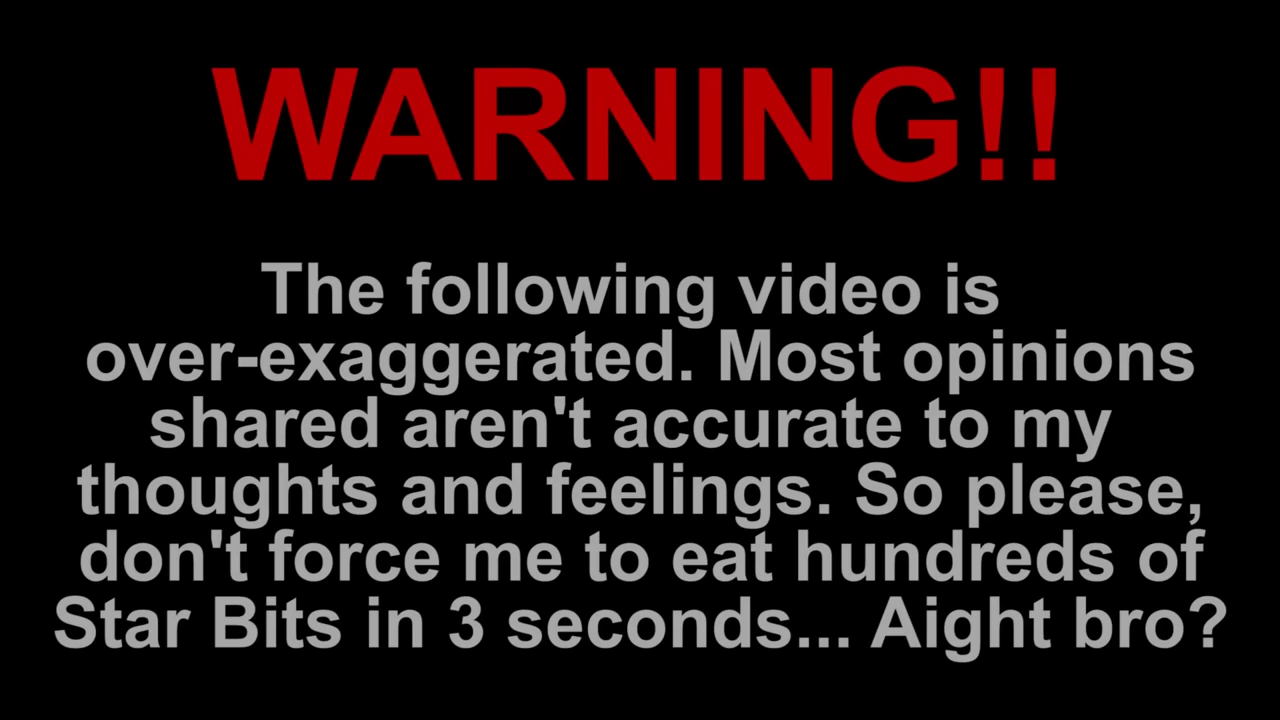 WARNING!!
The following video is
over-exaggerated. Most opinions
shared aren't accurate to my
thoughts and feelings. So please,
don't force me to eat hundreds of
Star Bits in 3 seconds... Aight bro?